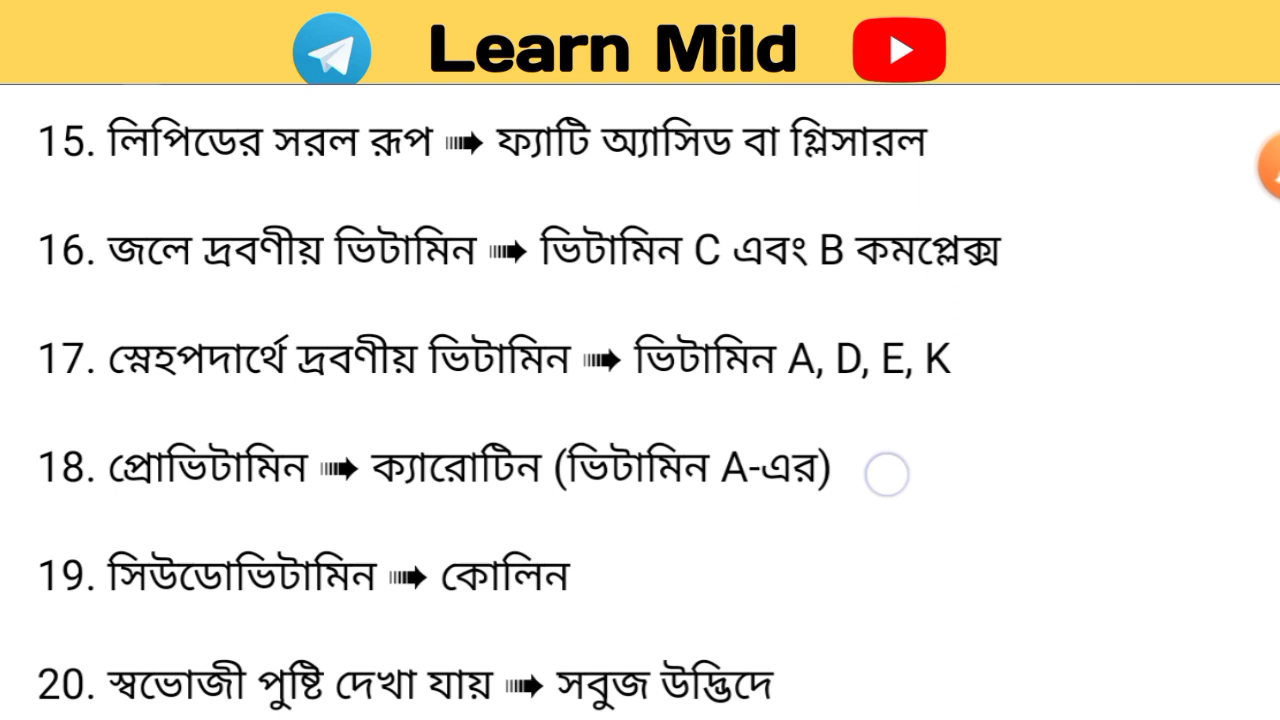 Learn Mild
15. লিপিডের সরল রূপ ➟ ফ্যাটি অ্যাসিড বা গ্লিসারল
16. জলে দ্রবণীয় ভিটামিন ➟ ভিটামিন C এবং B কমপ্লেক্স
17. স্নেহপদার্থে দ্রবণীয় ভিটামিন ➟ ভিটামিন A, D, E, K
18. প্রোভিটামিন ➟ ক্যারোটিন (ভিটামিন A-এর)
19. সিউডোভিটামিন ➟ কোলিন
20. স্বভোজী পুষ্টি দেখা যায় ➟ সবুজ উদ্ভিদে